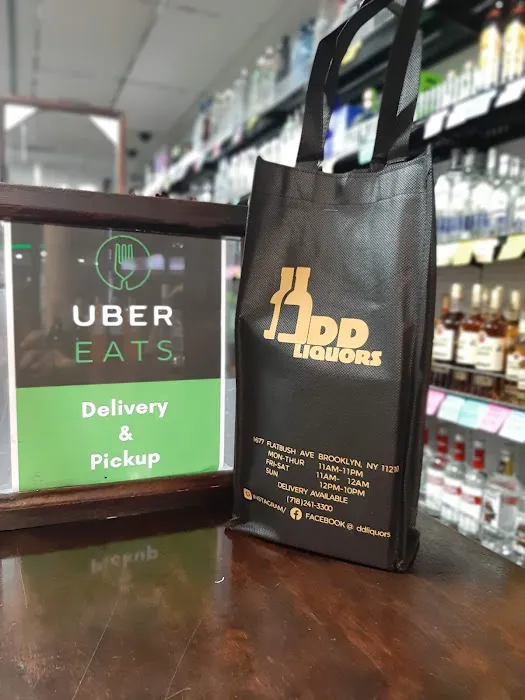 UBER
EATS
Delivery
&
Pickup
DD
LIQUORS
FLATBUSH AVE BROOKLYN, NY 11210
MON-THUR 11AM-11PM
FRI-SAT 11AM- 12AM
SUN 12PM-10PM
DELIVERY AVAILABLE
(718)241-3300
INSTAGRAM/ FACEBOOK@ ddliquors